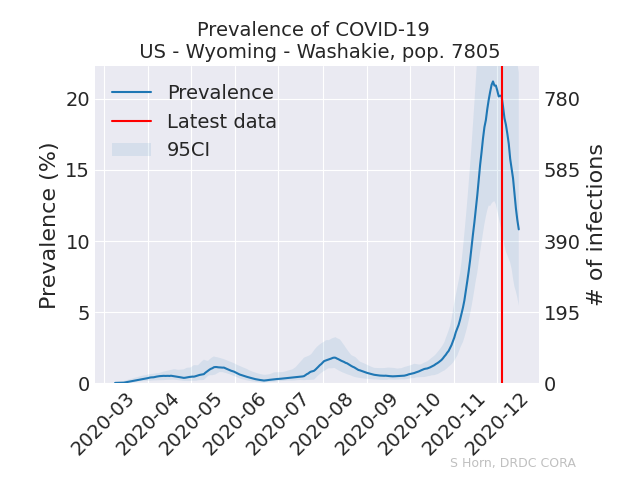 Prevalence of COVID-19
US - Wyoming - Washakie, pop. 7805
Prevalence
Latest data
95CI
Prevalence (%)
20
15
10
5
0
780
585
390
195
0
# of infections
2020-03
2020-04
2020-05
2020-06
2020-07
2020-08
2020-09
2020-10
2020-11
2020-12
S Horn, DRDC CORA